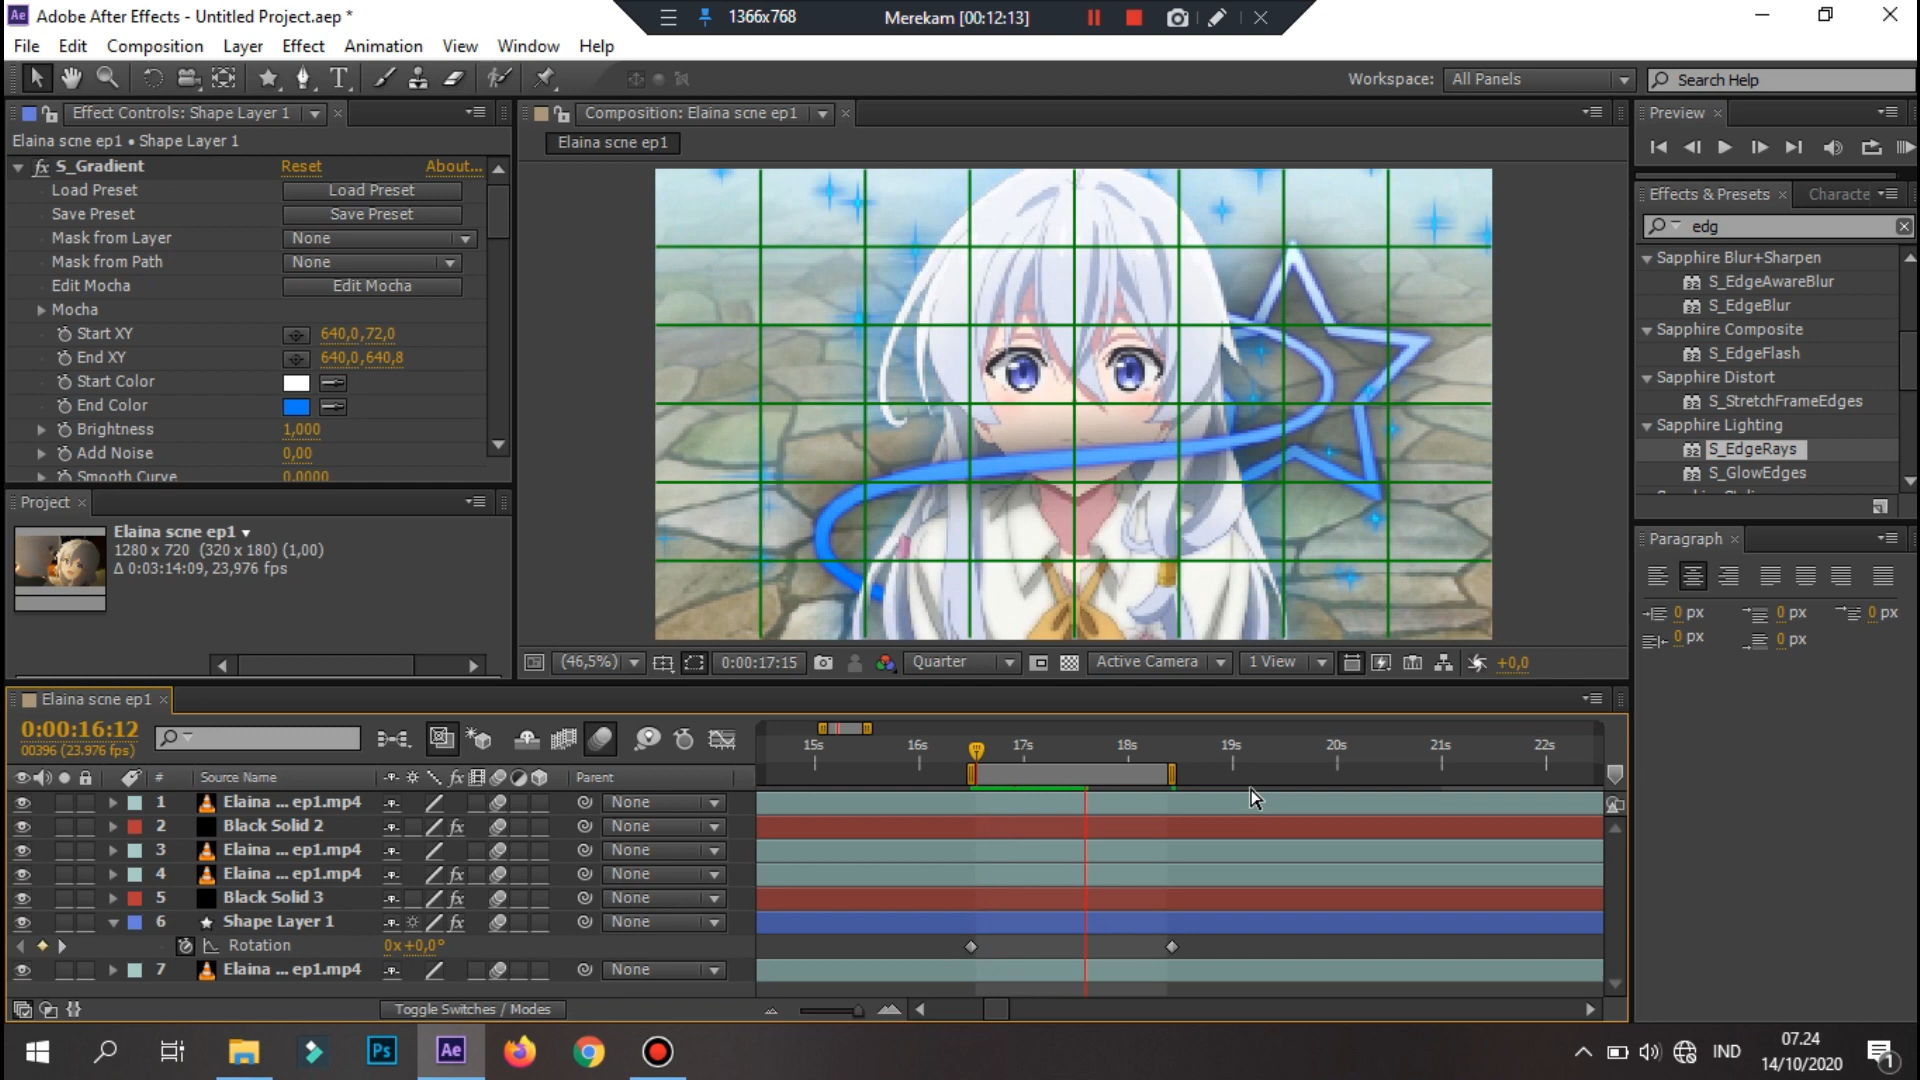 Ae Adobe After Effects - Untitled Project.aep *
1366x768
Merekam [00:12:13]
File Edit Composition Layer Effect Animation View Window Help
Workspace: All Panels
Search Help
Effect Controls: Shape Layer 1
Elaina scne ep1 • Shape Layer 1
fx S_Gradient Reset About...
Load Preset Load Preset
Save Preset Save Preset
Mask from Layer None
Mask from Path None
Edit Mocha Edit Mocha
Mocha
Start XY 640,0,72,0
End XY 640,0,640,8
Start Color
End Color
Brightness 1,000
Add Noise 0,00
Smooth Curve 0,0000
Composition: Elaina scne ep1
Elaina scne ep1
(46,5%) 0:00:17:15 Quarter Active Camera 1 View +0,0
Preview
Effects & Presets Characte
edg
Sapphire Blur+Sharpen
S_EdgeAwareBlur
S_EdgeBlur
Sapphire Composite
S_EdgeFlash
Sapphire Distort
S_StretchFrameEdges
Sapphire Lighting
S_EdgeRays
S_GlowEdges
Paragraph
0 px 0 px 0 px
0 px 0 px
Project
Elaina scne ep1
1280 x 720 (320 x 180) (1,00)
Δ 0:03:14:09, 23,976 fps
Elaina scne ep1
0:00:16:12
00396 (23.976 fps)
15s 16s 17s 18s 19s 20s 21s 22s
# Source Name fx Parent
1 Elaina ... ep1.mp4 None
2 Black Solid 2 fx None
3 Elaina ... ep1.mp4 None
4 Elaina ... ep1.mp4 fx None
5 Black Solid 3 fx None
6 Shape Layer 1 fx None
Rotation 0x+0,0°
7 Elaina ... ep1.mp4 None
Toggle Switches / Modes
Ps Ae
IND
07.24
14/10/2020
1